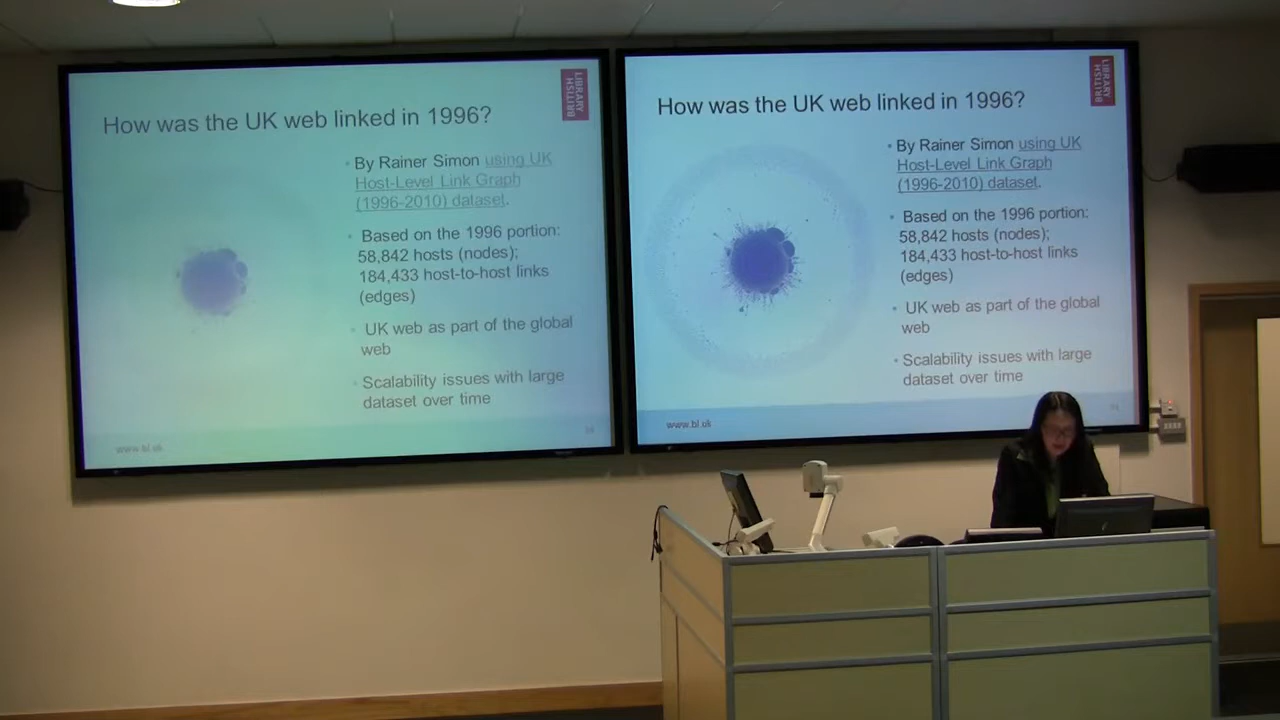 How was the UK web linked in 1996?
LIBRARY
BRITISH
By Rainer Simon using UK
Host-Level Link Graph
(1996-2010) dataset.
Based on the 1996 portion:
58,842 hosts (nodes);
184,433 host-to-host links
(edges)
UK web as part of the global
web
Scalability issues with large
dataset over time
www.bl.uk
How was the UK web linked in 1996?
LIBRARY
BRITISH
By Rainer Simon using UK
Host-Level Link Graph
(1996-2010) dataset.
Based on the 1996 portion:
58,842 hosts (nodes);
184,433 host-to-host links
(edges)
UK web as part of the global
web
Scalability issues with large
dataset over time
www.bl.uk